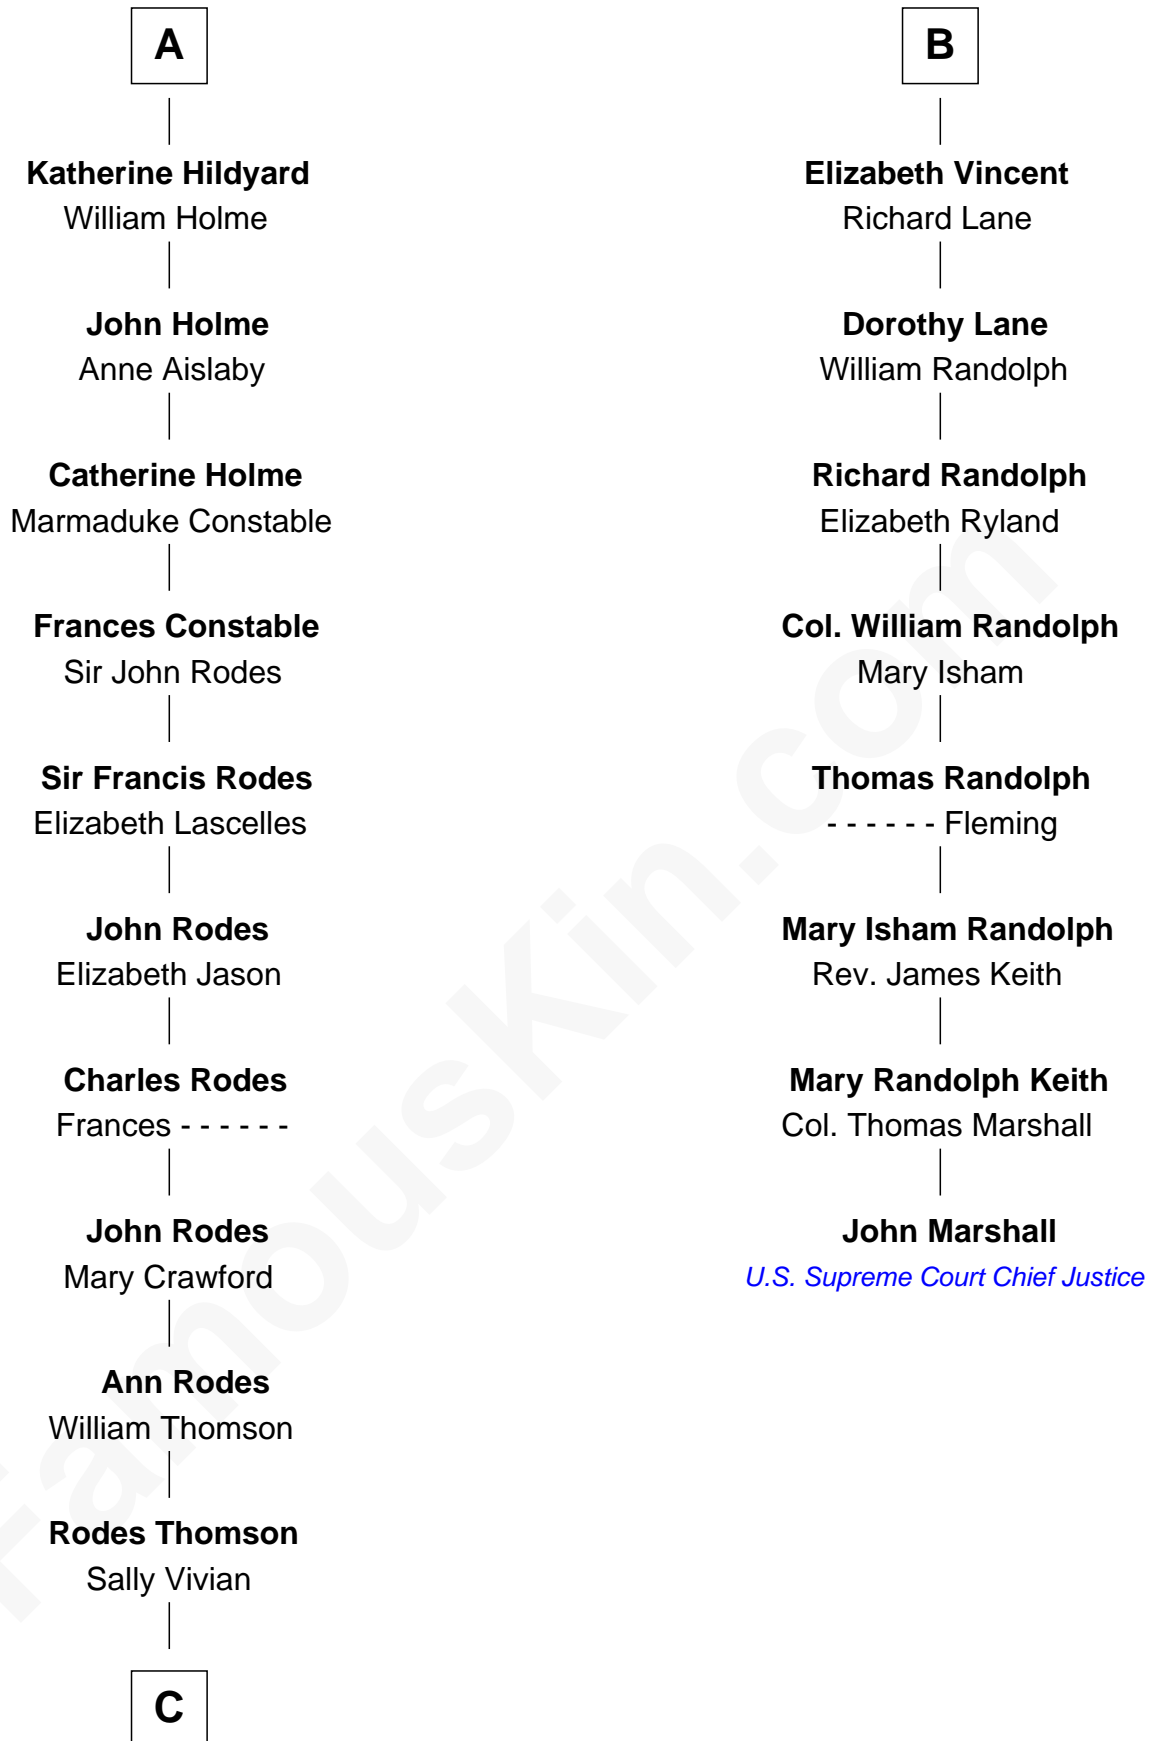 A
Katherine Hildyard
William Holme
John Holme
Anne Aislaby
Catherine Holme
Marmaduke Constable
Frances Constable
Sir John Rodes
Sir Francis Rodes
Elizabeth Lascelles
John Rodes
Elizabeth Jason
Charles Rodes
Frances - - - - - -
John Rodes
Mary Crawford
Ann Rodes
William Thomson
Rodes Thomson
Sally Vivian
C
B
Elizabeth Vincent
Richard Lane
Dorothy Lane
William Randolph
Richard Randolph
Elizabeth Ryland
Col. William Randolph
Mary Isham
Thomas Randolph
- - - - - - Fleming
Mary Isham Randolph
Rev. James Keith
Mary Randolph Keith
Col. Thomas Marshall
John Marshall
U.S. Supreme Court Chief Justice
FamousKin.com